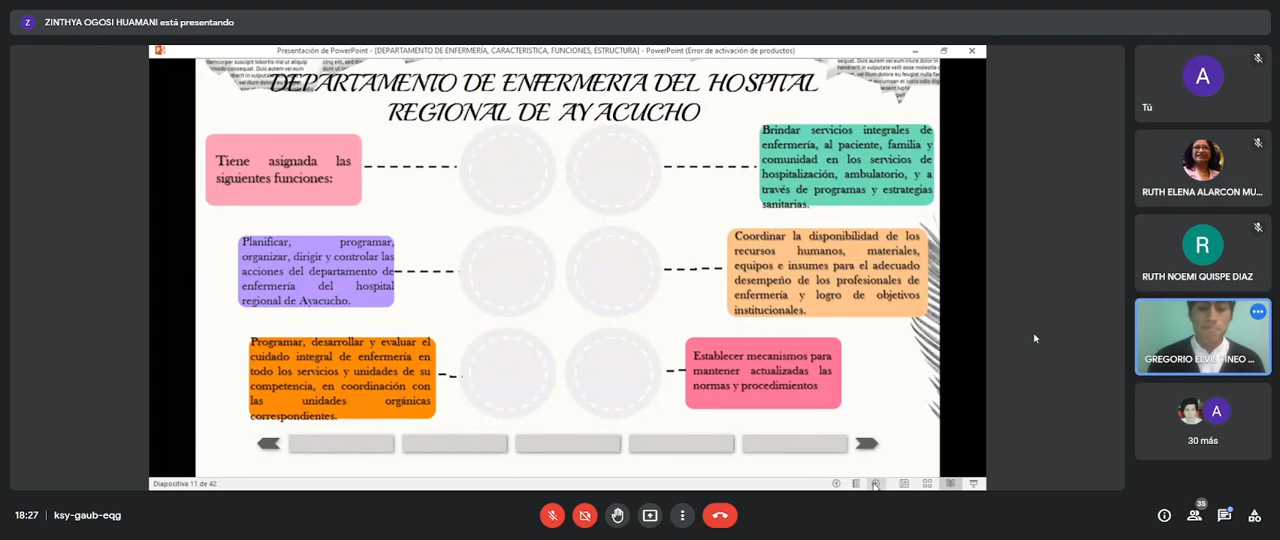 Z ZINTHYA OGOSI HUAMANI está presentando
Presentación de PowerPoint - [DEPARTAMENTO DE ENFERMERÍA, CARACTERISTICA, FUNCIONES, ESTRUCTURA] - PowerPoint (Error de activación de productos)
DEPARTAMENTO DE ENFERMERIA DEL HOSPITAL
REGIONAL DE AYACUCHO
Tiene asignada las
siguientes funciones:
Planificar, programar,
organizar, dirigir y controlar las
acciones del departamento de
enfermería del hospital
regional de Ayacucho.
Programar, desarrollar y evaluar el
cuidado integral de enfermería en
todo los servicios y unidades de su
competencia, en coordinación con
las unidades orgánicas
correspondientes.
Brindar servicios integrales de
enfermería, al paciente, familia y
comunidad en los servicios de
hospitalización, ambulatorio, y a
través de programas y estrategias
sanitarias.
Coordinar la disponibilidad de los
recursos humanos, materiales,
equipos e insumes para el adecuado
desempeño de los profesionales de
enfermería y logro de objetivos
institucionales.
Establecer mecanismos para
mantener actualizadas las
normas y procedimientos
Diapositiva 11 de 42
A
Tú
RUTH ELENA ALARCON MU...
R
RUTH NOEMI QUISPE DIAZ
GREGORIO ELVIS TINEO ...
A
30 más
18:27 ksy-gaub-eqg
35